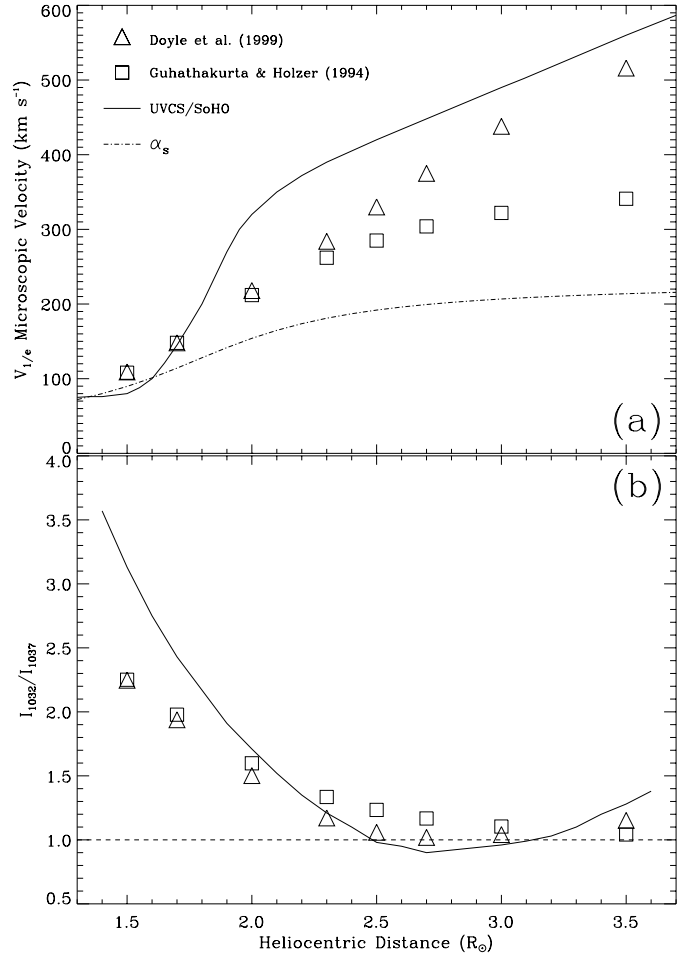 600
500
400
300
200
100
0
V1/e Microscopic Velocity (km s⁻¹)
Doyle et al. (1999)
Guhathakurta & Holzer (1994)
UVCS/SoHO
αs
(a)
4.0
3.5
3.0
2.5
2.0
1.5
1.0
0.5
I1032/I1037
(b)
1.5 2.0 2.5 3.0 3.5
Heliocentric Distance (R⊙)